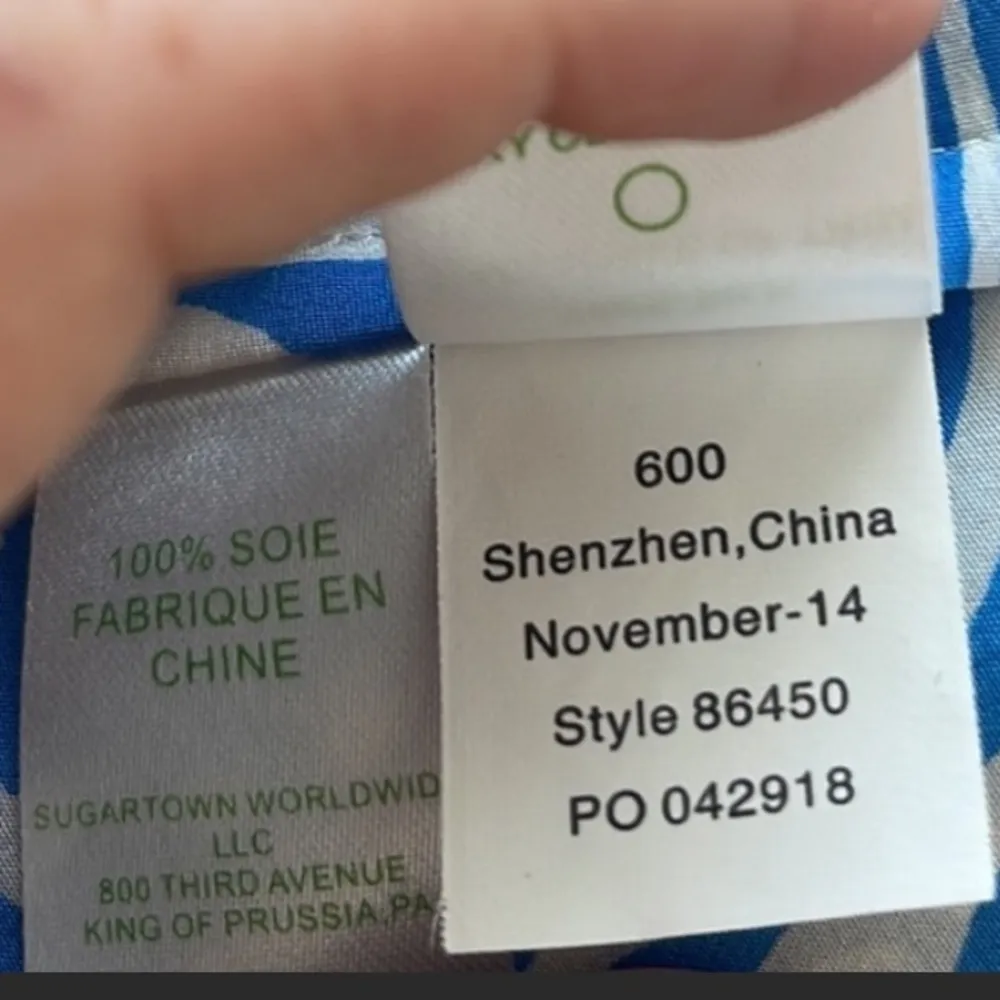 100% SOIE
FABRIQUE EN
CHINE
SUGARTOWN WORLDWID
LLC
800 THIRD AVENUE
KING OF PRUSSIA,PA
600
Shenzhen,China
November-14
Style 86450
PO 042918